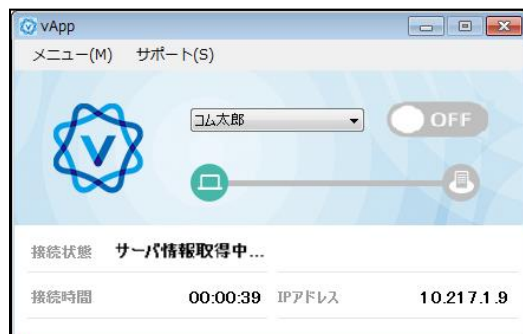 vApp
メニュー(M) サポート(S)
コム太郎
OFF
V
接続状態 サーバ情報取得中...
接続時間 00:00:39 IPアドレス 10.217.1.9